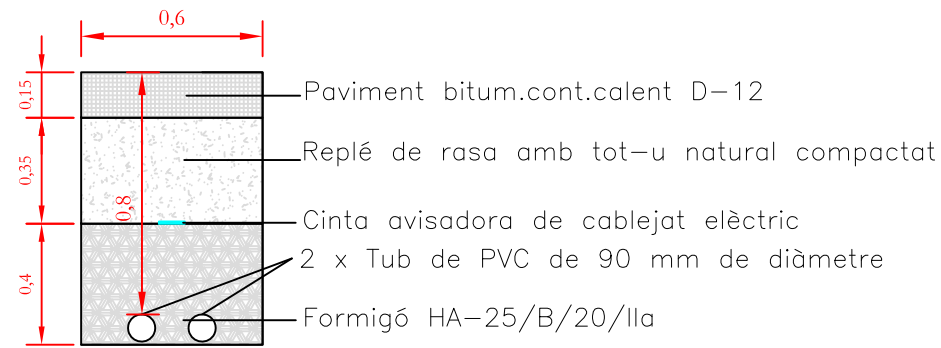 0,6
0,15
Paviment bitum.cont.calent D-12
0,35
Replé de rasa amb tot-u natural compactat
0,8
Cinta avisadora de cablejat elèctric
2 x Tub de PVC de 90 mm de diàmetre
0,4
Formigó HA-25/B/20/IIa